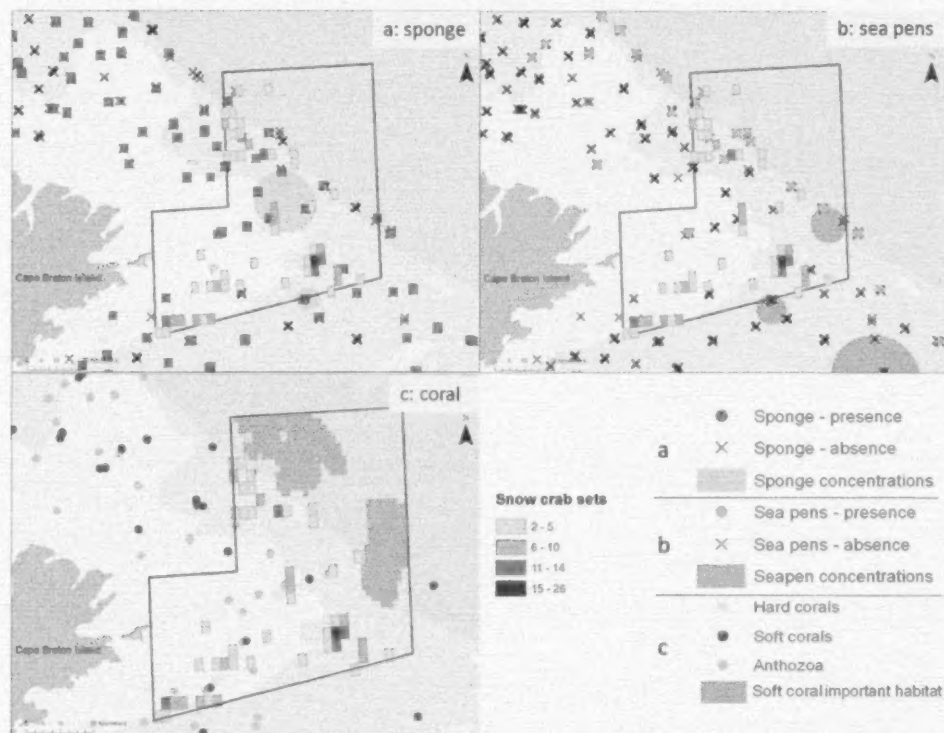 a: sponge
b: sea pens
Cape Breton Island
Cape Breton Island
c: coral
Cape Breton Island
Snow crab sets
2 - 5
6 - 10
11 - 14
15 - 26
a
Sponge - presence
Sponge - absence
Sponge concentrations
b
Sea pens - presence
Sea pens - absence
Seapen concentrations
c
Hard corals
Soft corals
Anthozoa
Soft coral important habitat